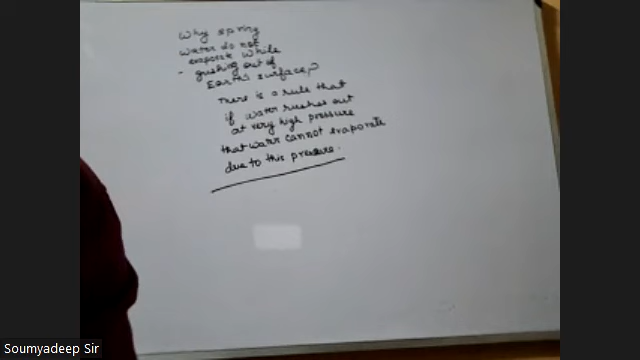 Why spring
water do not
evaporate while
- gushing out of
Earth's surface?
There is a rule that
if water rushes out
at very high pressure
that water cannot evaporate
due to this pressure.
Soumyadeep Sir